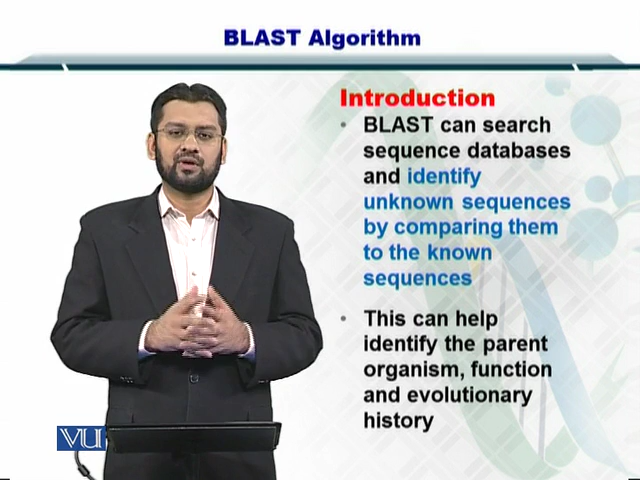 BLAST Algorithm
Introduction
• BLAST can search
sequence databases
and identify
unknown sequences
by comparing them
to the known
sequences
• This can help
identify the parent
organism, function
and evolutionary
history
VU